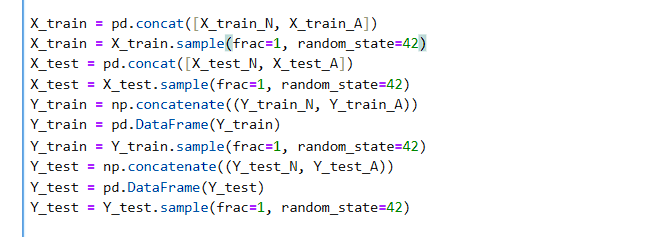 X_train = pd.concat([X_train_N, X_train_A])
X_train = X_train.sample(frac=1, random_state=42)
X_test = pd.concat([X_test_N, X_test_A])
X_test = X_test.sample(frac=1, random_state=42)
Y_train = np.concatenate((Y_train_N, Y_train_A))
Y_train = pd.DataFrame(Y_train)
Y_train = Y_train.sample(frac=1, random_state=42)
Y_test = np.concatenate((Y_test_N, Y_test_A))
Y_test = pd.DataFrame(Y_test)
Y_test = Y_test.sample(frac=1, random_state=42)